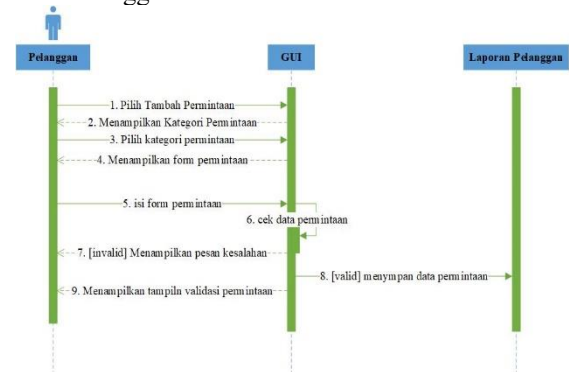 Pelanggan
GUI
Laporan Pelanggan
1. Pilih Tambah Permintaan
2. Menampilkan Kategori Permintaan
3. Pilih kategori permintaan
4. Menampilkan form permintaan
5. isi form permintaan
6. cek data permintaan
7. [invalid] Menampilkan pesan kesalahan
8. [valid] menympan data permintaan
9. Menampilkan tampiln validasi permintaan